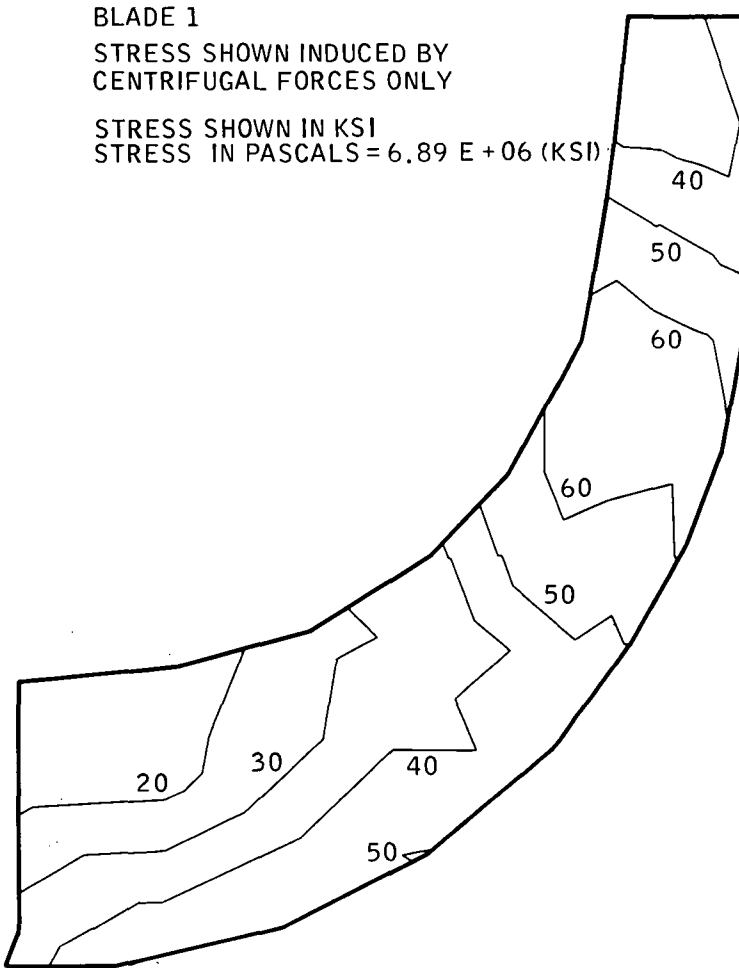 BLADE 1
STRESS SHOWN INDUCED BY
CENTRIFUGAL FORCES ONLY
STRESS SHOWN IN KSI
STRESS IN PASCALS = 6.89 E + 06 (KSI)
40
50
60
60
50
20
30
40
50